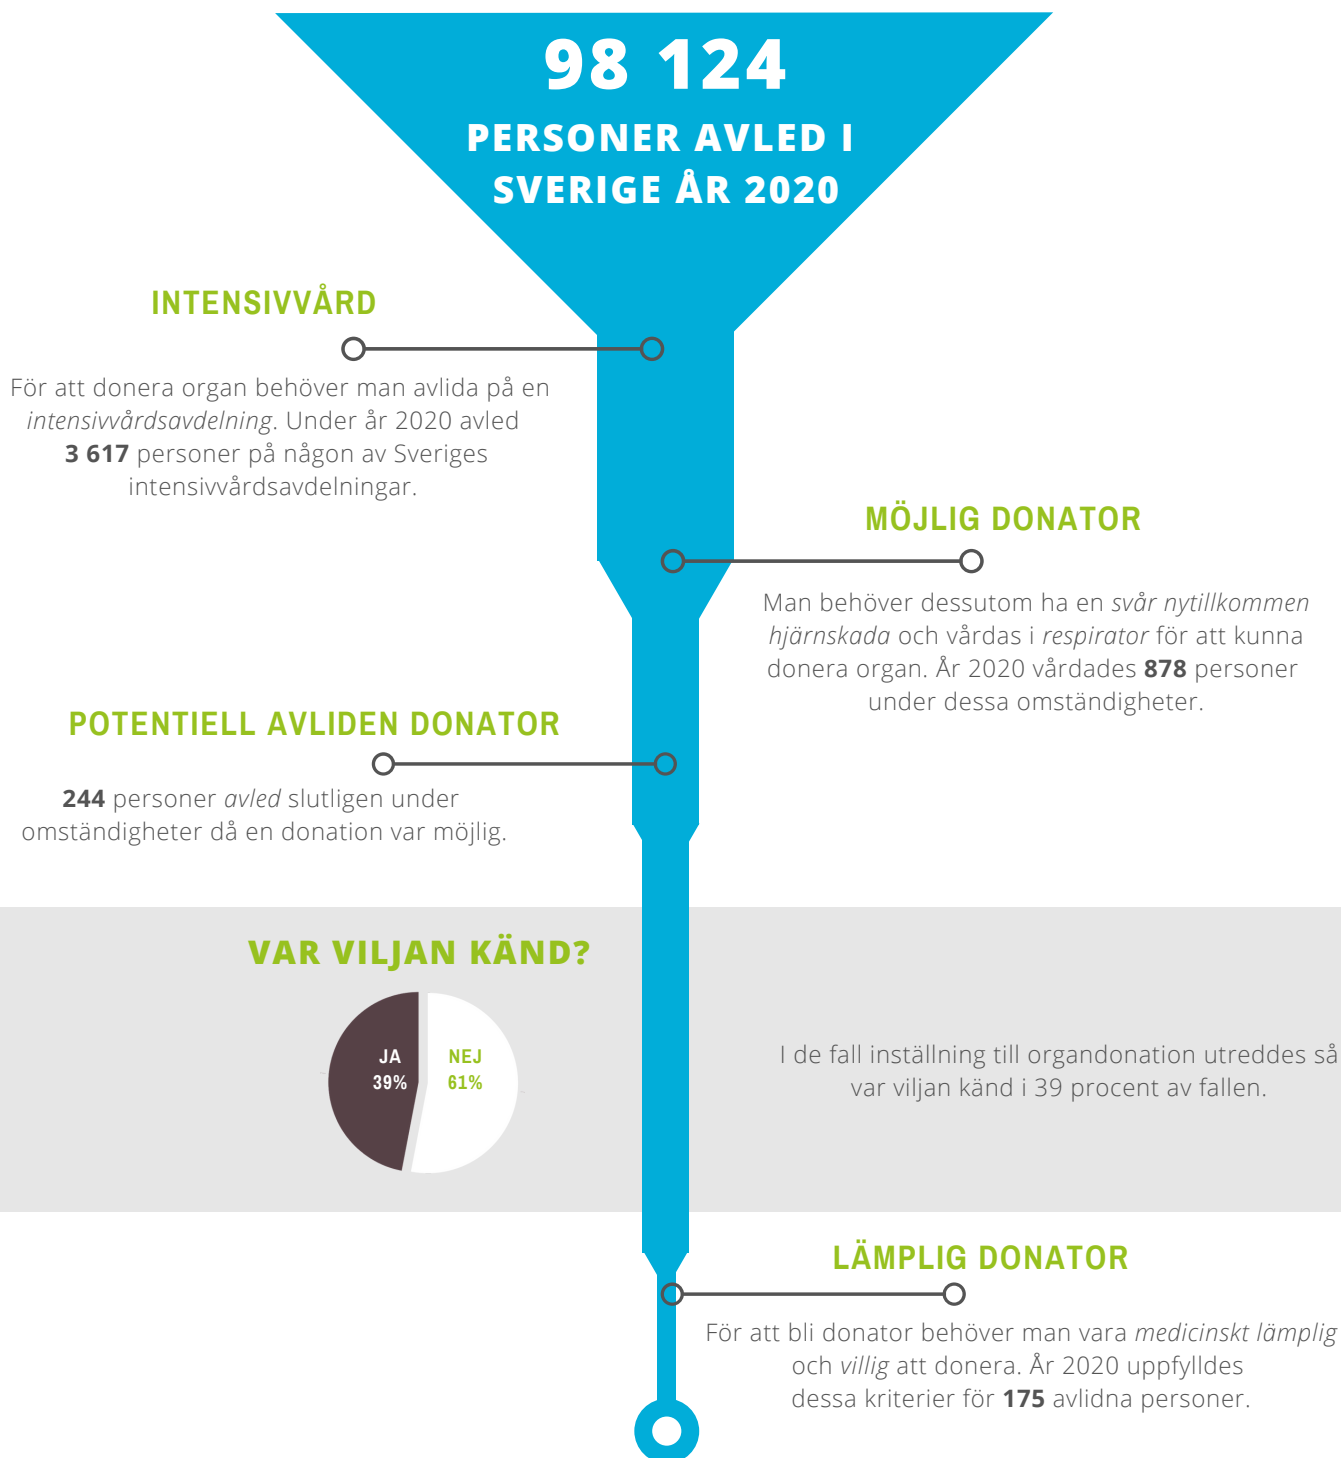 98 124
PERSONER AVLED I
SVERIGE ÅR 2020
INTENSIVVÅRD
För att donera organ behöver man avlida på en
intensivvårdsavdelning. Under år 2020 avled
3 617 personer på någon av Sveriges
intensivvårdsavdelningar.
MÖJLIG DONATOR
Man behöver dessutom ha en svår nytillkommen
hjärnskada och vårdas i respirator för att kunna
donera organ. År 2020 vårdades 878 personer
under dessa omständigheter.
POTENTIELL AVLIDEN DONATOR
244 personer avled slutligen under
omständigheter då en donation var möjlig.
VAR VILJAN KÄND?
JA
39%
NEJ
61%
I de fall inställning till organdonation utreddes så
var viljan känd i 39 procent av fallen.
LÄMPLIG DONATOR
För att bli donator behöver man vara medicinskt lämplig
och villig att donera. År 2020 uppfylldes
dessa kriterier för 175 avlidna personer.